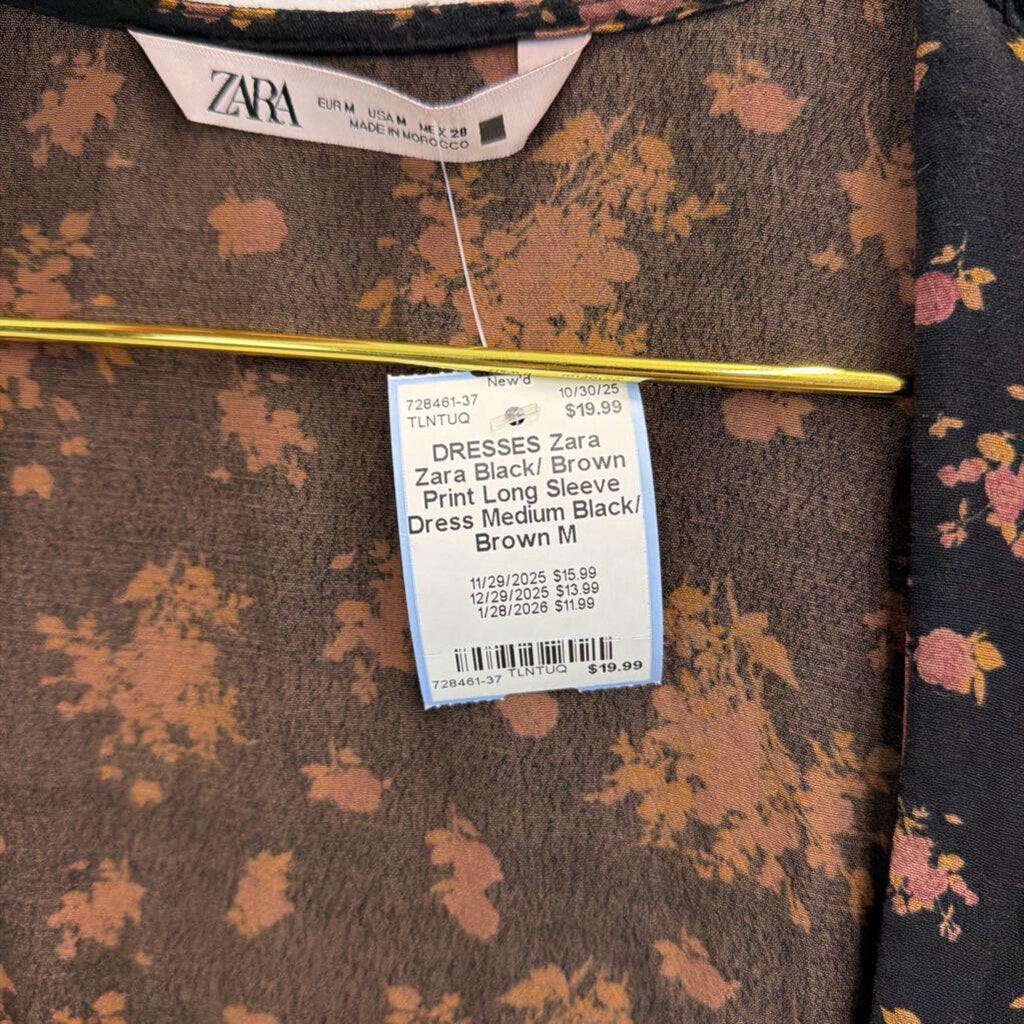 ZARA
EUR M USA M MEX 28
MADE IN MOROCCO
New'd
728461-37 10/30/25
TLNTUQ $19.99
DRESSES Zara
Zara Black/ Brown
Print Long Sleeve
Dress Medium Black/
Brown M
11/29/2025 $15.99
12/29/2025 $13.99
1/28/2026 $11.99
728461-37 TLNTUQ $19.99